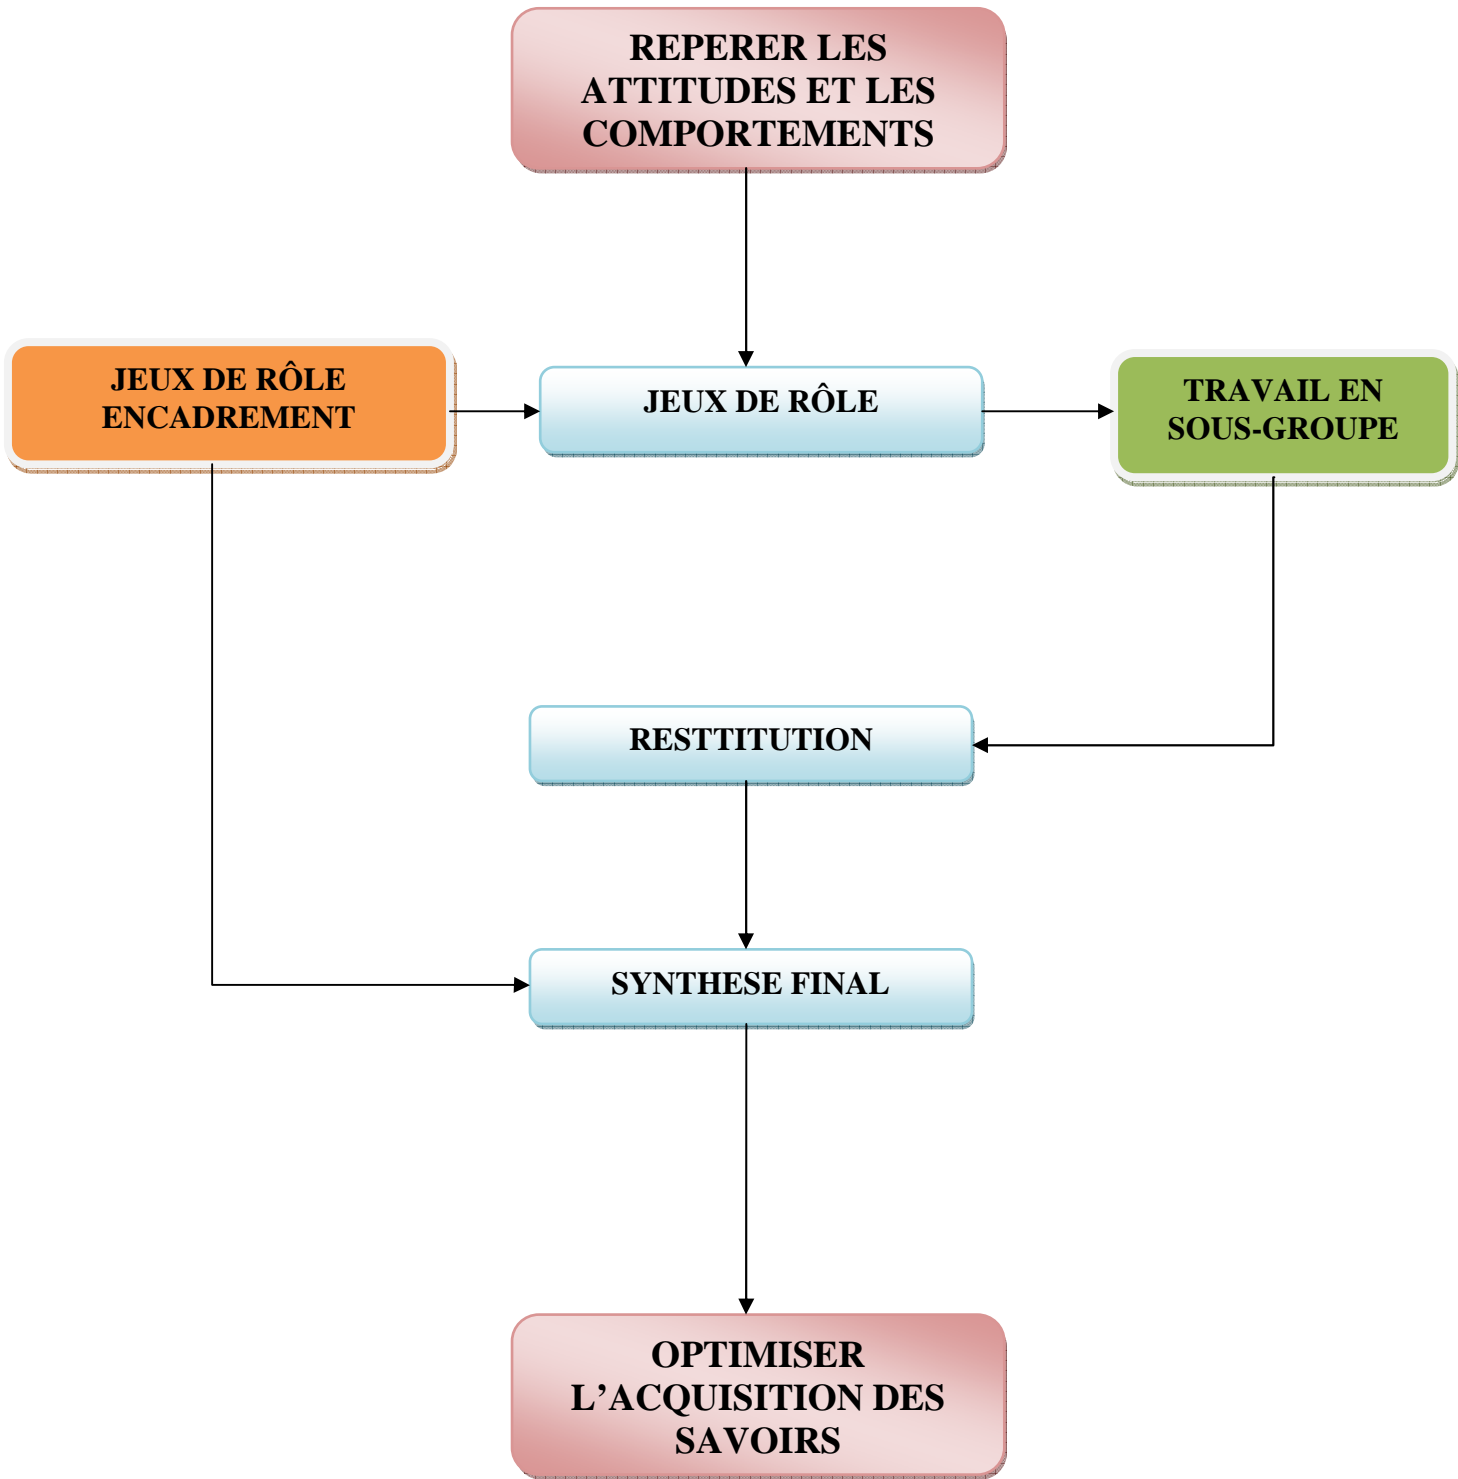 REPERER LES
ATTITUDES ET LES
COMPORTEMENTS
JEUX DE RÔLE
ENCADREMENT
JEUX DE RÔLE
TRAVAIL EN
SOUS-GROUPE
RESTTITUTION
SYNTHESE FINAL
OPTIMISER
L’ACQUISITION DES
SAVOIRS